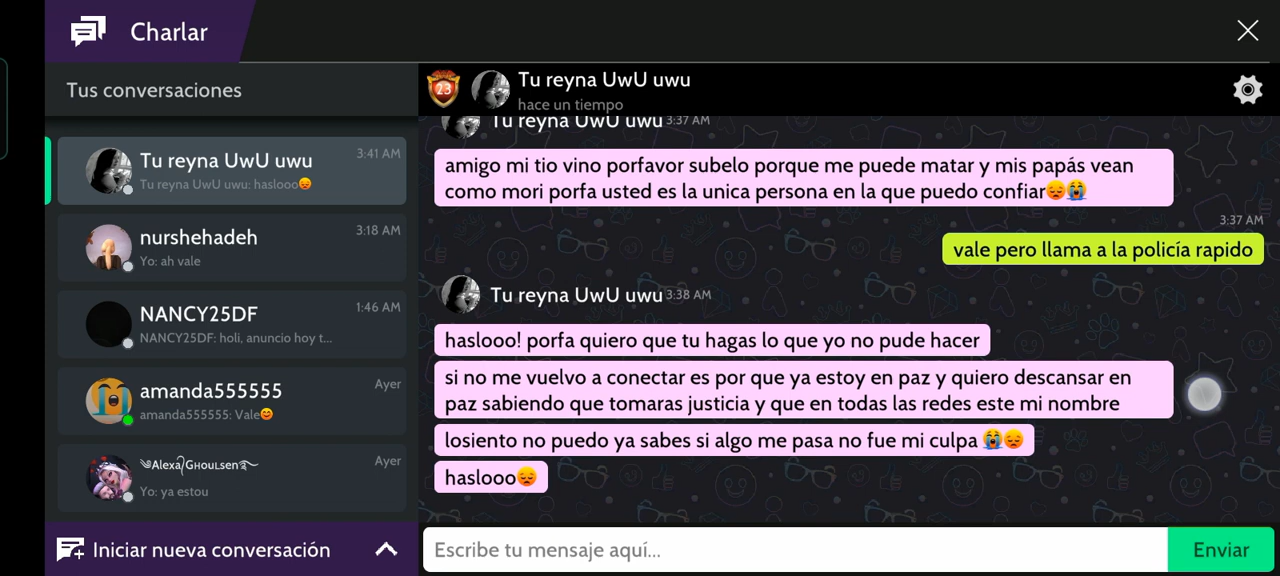 Charlar
Tus conversaciones
Tu reyna UwU uwu
3:41 AM
Tu reyna UwU uwu: haslooo😞
nurshehadeh
3:18 AM
Yo: ah vale
NANCY25DF
1:46 AM
NANCY25DF: holi, anuncio hoy t...
amanda555555
Ayer
amanda555555: Vale😊
Ayer
Yo: ya estou
Iniciar nueva conversación
23
Tu reyna UwU uwu
hace un tiempo
Tu reyna UwU uwu 3:37 AM
amigo mi tio vino porfavor subelo porque me puede matar y mis papás vean
como mori porfa usted es la unica persona en la que puedo confiar😞😭
3:37 AM
vale pero llama a la policía rapido
Tu reyna UwU uwu 3:38 AM
haslooo! porfa quiero que tu hagas lo que yo no pude hacer
si no me vuelvo a conectar es por que ya estoy en paz y quiero descansar en
paz sabiendo que tomaras justicia y que en todas las redes este mi nombre
losiento no puedo ya sabes si algo me pasa no fue mi culpa 😭😞
haslooo😞
Escribe tu mensaje aquí...
Enviar